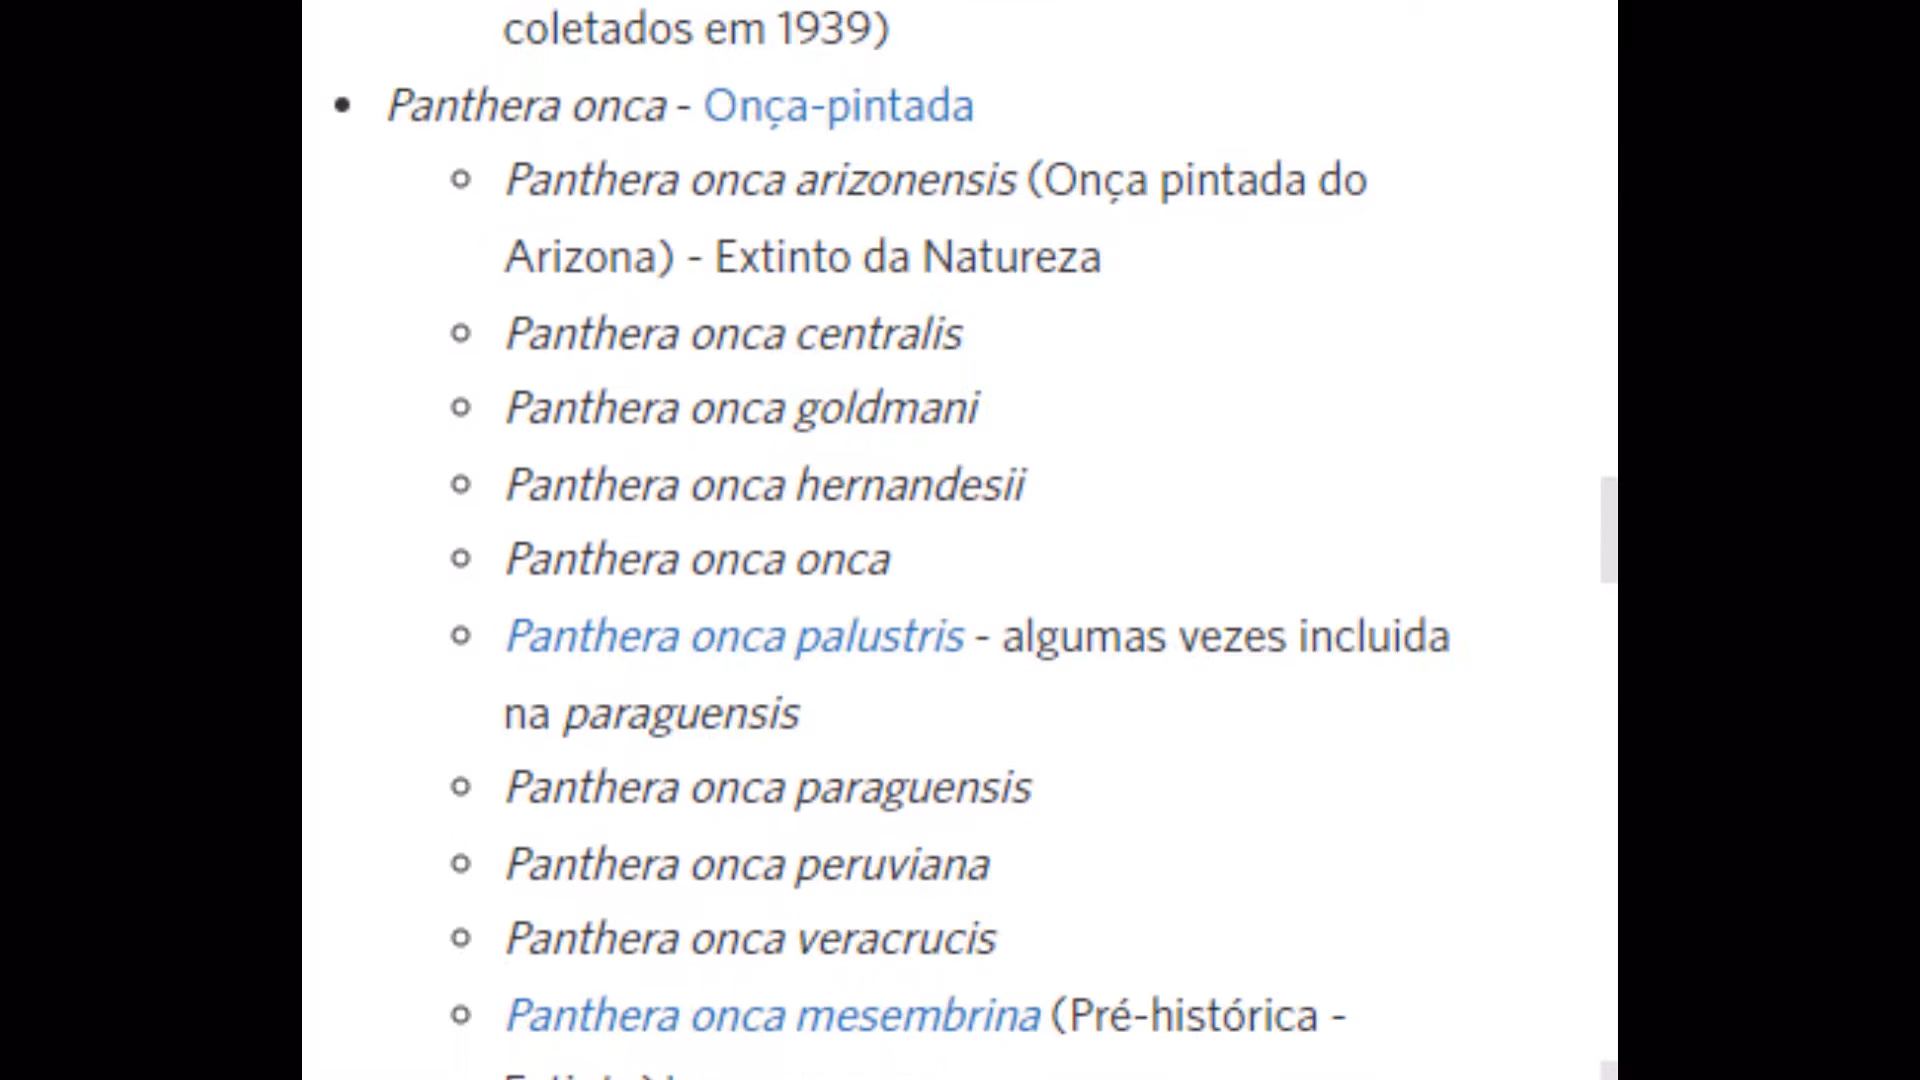 coletados em 1939)
Panthera onca - Onça-pintada
Panthera onca arizonensis (Onça pintada do
Arizona) - Extinto da Natureza
Panthera onca centralis
Panthera onca goldmani
Panthera onca hernandesii
Panthera onca onca
Panthera onca palustris - algumas vezes incluida
na paraguensis
Panthera onca paraguensis
Panthera onca peruviana
Panthera onca veracrucis
Panthera onca mesembrina (Pré-histórica -